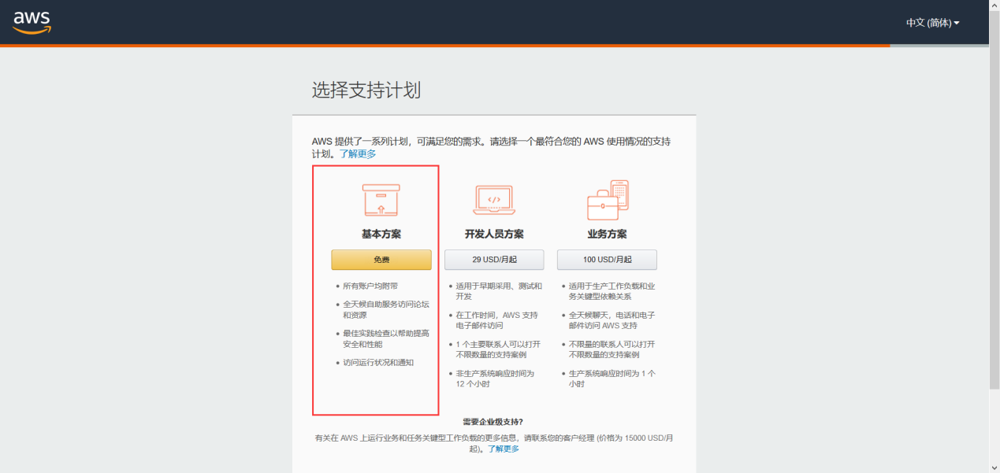 aws
中文 (简体)
选择支持计划
AWS 提供了一系列计划，可满足您的需求。请选择一个最符合您的 AWS 使用情况的支持
计划。了解更多
基本方案
免费
• 所有账户均附带
• 全天候自助服务访问论坛
和资源
• 最佳实践检查以帮助提高
安全和性能
• 访问运行状况和通知
开发人员方案
29 USD/月起
• 适用于早期采用、测试和
开发
• 在工作时间，AWS 支持
电子邮件访问
• 1 个主要联系人可以打开
不限数量的支持案例
• 非生产系统响应时间为
12 个小时
业务方案
100 USD/月起
• 适用于生产工作负载和业
务关键型依赖关系
• 全天候聊天，电话和电子
邮件访问 AWS 支持
• 不限量的联系人可以打开
不限数量的支持案例
• 生产系统响应时间为 1 个
小时
需要企业级支持?
有关在 AWS 上运行业务和任务关键型工作负载的更多信息，请联系您的客户经理 (价格为 15000 USD/月
起)。了解更多